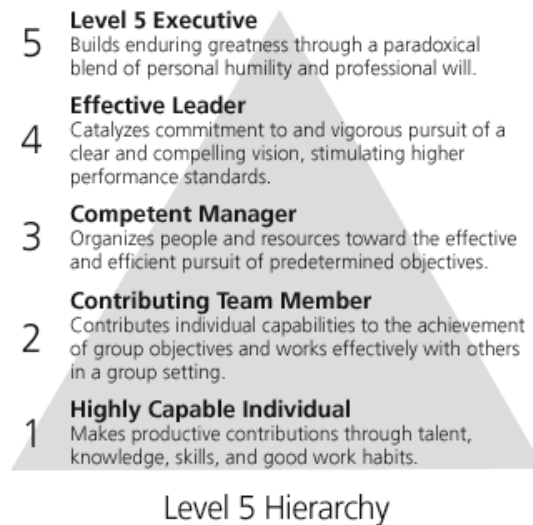 5
Level 5 Executive
Builds enduring greatness through a paradoxical
blend of personal humility and professional will.
4
Effective Leader
Catalyzes commitment to and vigorous pursuit of a
clear and compelling vision, stimulating higher
performance standards.
3
Competent Manager
Organizes people and resources toward the effective
and efficient pursuit of predetermined objectives.
2
Contributing Team Member
Contributes individual capabilities to the achievement
of group objectives and works effectively with others
in a group setting.
1
Highly Capable Individual
Makes productive contributions through talent,
knowledge, skills, and good work habits.
Level 5 Hierarchy